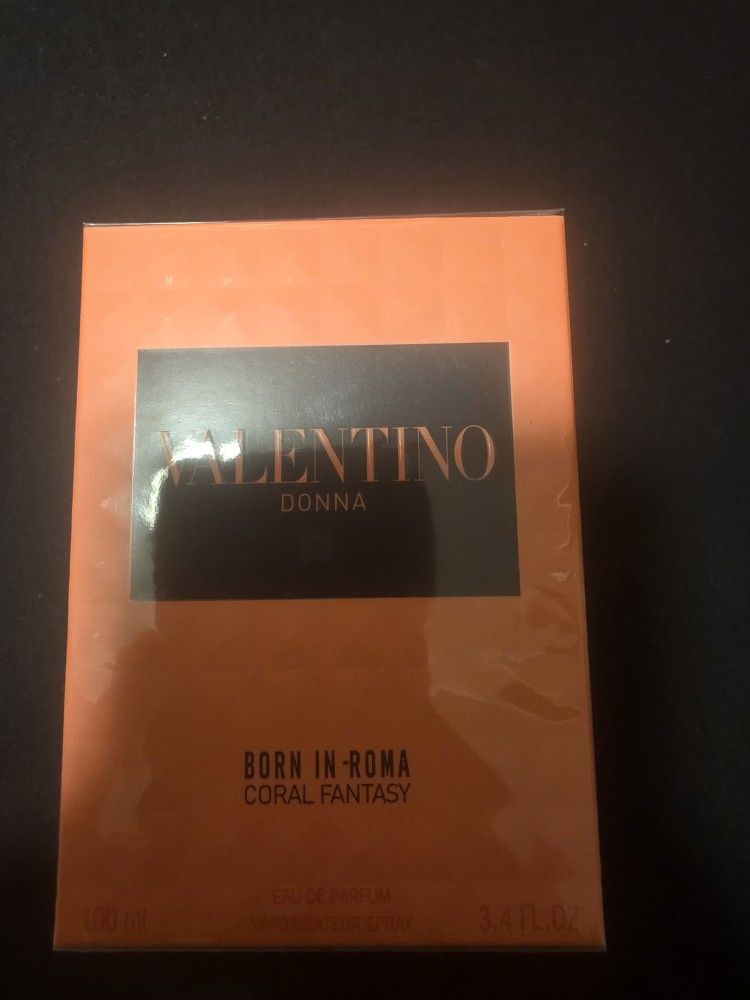 VALENTINO
DONNA
BORN IN ROMA
CORAL FANTASY
EAU DE PARFUM
100 ml VAPORISATEUR SPRAY 3.4 FL.OZ.